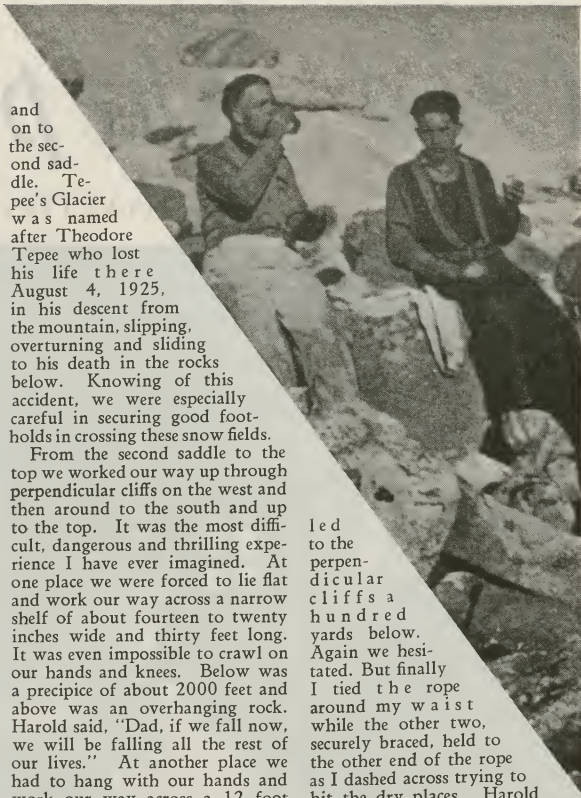 and
on to
the sec-
ond sad-
dle. Te-
pee's Glacier
was named
after Theodore
Tepee who lost
his life there
August 4, 1925,
in his descent from
the mountain, slipping,
overturning and sliding
to his death in the rocks
below. Knowing of this
accident, we were especially
careful in securing good foot-
holds in crossing these snow fields.
From the second saddle to the
top we worked our way up through
perpendicular cliffs on the west and
then around to the south and up
to the top. It was the most diffi-
cult, dangerous and thrilling expe-
rience I have ever imagined. At
one place we were forced to lie flat
and work our way across a narrow
shelf of about fourteen to twenty
inches wide and thirty feet long.
It was even impossible to crawl on
our hands and knees. Below was
a precipice of about 2000 feet and
above was an overhanging rock.
Harold said, "Dad, if we fall now,
we will be falling all the rest of
our lives." At another place we
had to hang with our hands and
work our way across a 12 foot
led
to the
perpen-
dicular
cliffs a
hundred
yards below.
Again we hesi-
tated. But finally
I tied the rope
around my waist
while the other two,
securely braced, held to
the other end of the rope
as I dashed across trying to
hit the dry places. Harold